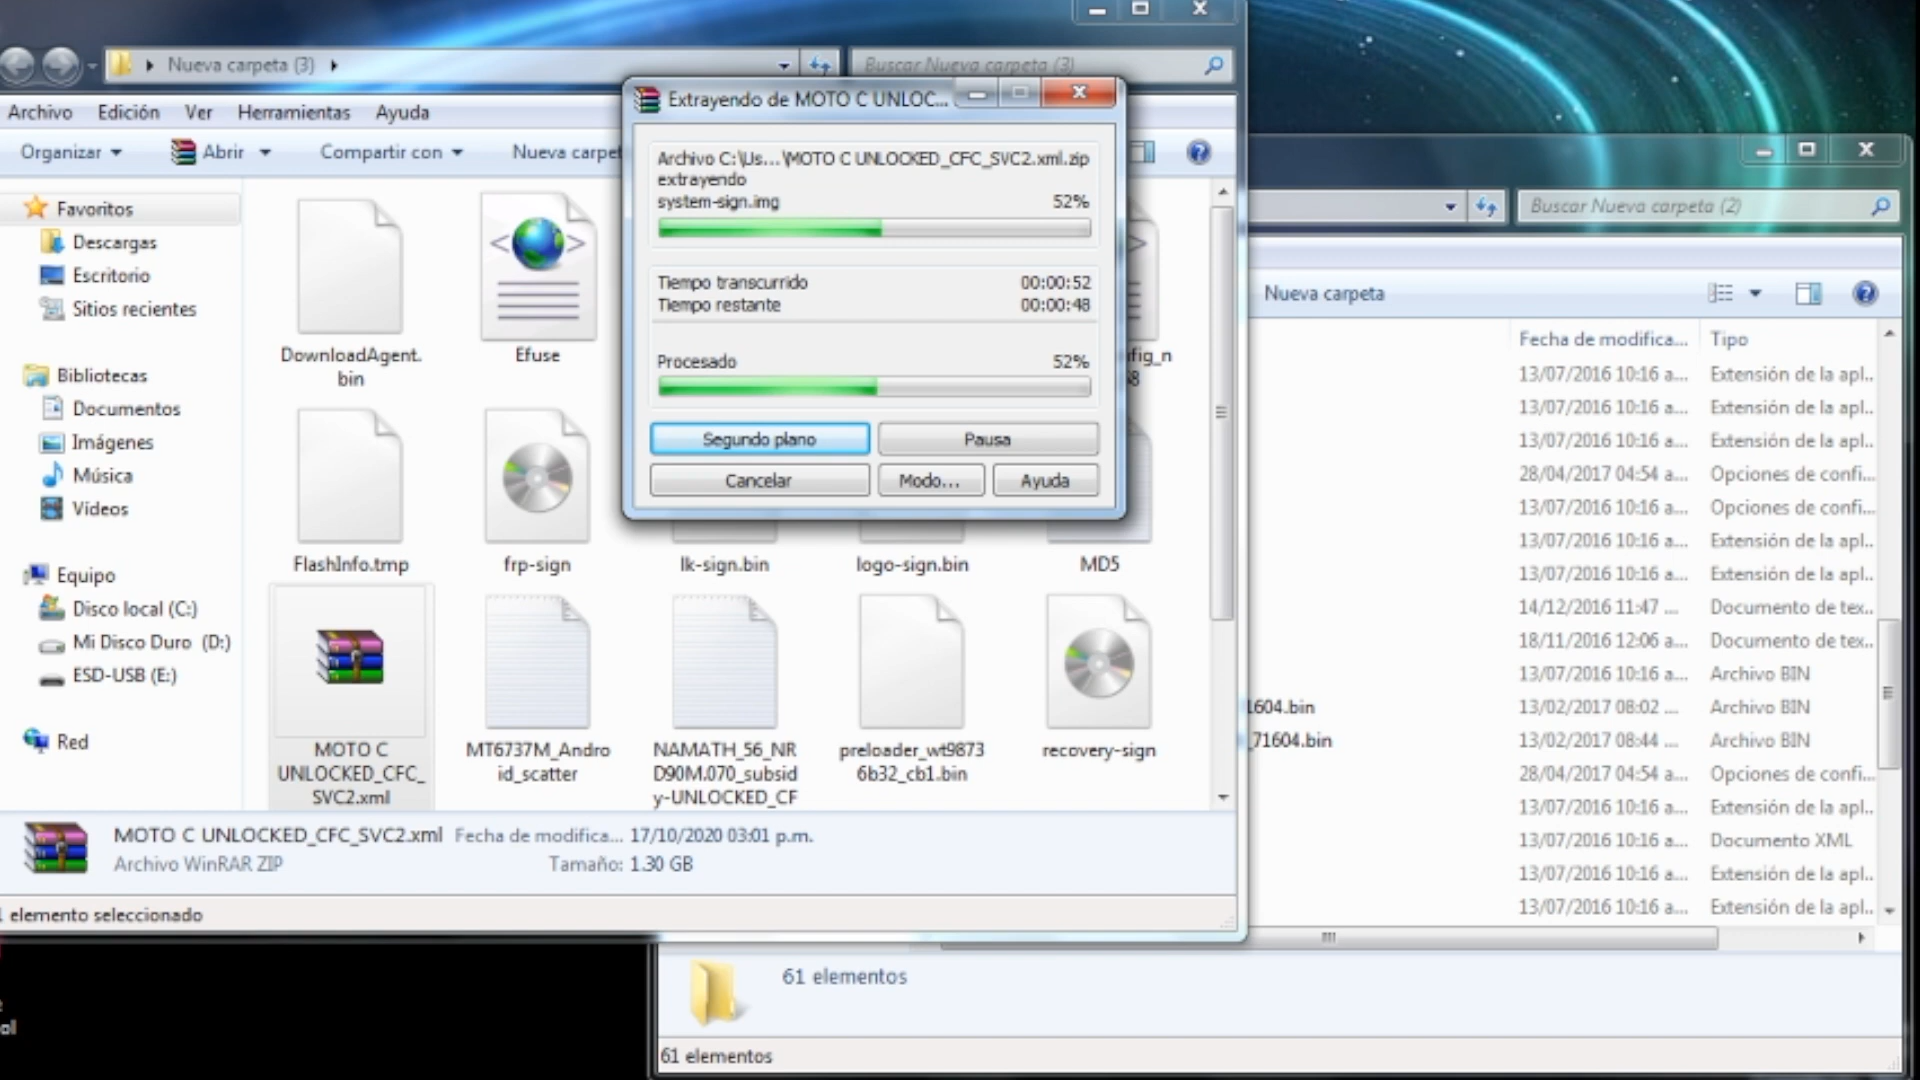 Nueva carpeta (3)
Buscar Nueva carpeta (3)
Archivo
Edición
Ver
Herramientas
Ayuda
Organizar
Abrir
Compartir con
Nueva carpet
Favoritos
Descargas
Escritorio
Sitios recientes
Bibliotecas
Documentos
Imágenes
Música
Vídeos
Equipo
Disco local (C:)
Mi Disco Duro (D:)
ESD-USB (E:)
Red
DownloadAgent.
bin
Efuse
fig_n
FlashInfo.tmp
frp-sign
lk-sign.bin
logo-sign.bin
MD5
MOTO C
UNLOCKED_CFC_
SVC2.xml
MT6737M_Andro
id_scatter
NAMATH_56_NR
D90M.070_subsid
y-UNLOCKED_CF
preloader_wt9873
6b32_cb1.bin
recovery-sign
MOTO C UNLOCKED_CFC_SVC2.xml
Fecha de modifica... 17/10/2020 03:01 p.m.
Archivo WinRAR ZIP
Tamaño: 1.30 GB
1 elemento seleccionado
Extrayendo de MOTO C UNLOC...
Archivo C:\Us...\MOTO C UNLOCKED_CFC_SVC2.xml.zip
extrayendo
system-sign.img 52%
Tiempo transcurrido 00:00:52
Tiempo restante 00:00:48
Procesado 52%
Segundo plano
Pausa
Cancelar
Modo...
Ayuda
Buscar Nueva carpeta (2)
Nueva carpeta
Fecha de modifica... Tipo
13/07/2016 10:16 a... Extensión de la apl...
13/07/2016 10:16 a... Extensión de la apl...
13/07/2016 10:16 a... Extensión de la apl...
28/04/2017 04:54 a... Opciones de confi...
13/07/2016 10:16 a... Opciones de confi...
13/07/2016 10:16 a... Extensión de la apl...
13/07/2016 10:16 a... Extensión de la apl...
14/12/2016 11:47 ... Documento de tex...
18/11/2016 12:06 a... Documento de tex...
13/07/2016 10:16 a... Archivo BIN
1604.bin 13/02/2017 08:02 ... Archivo BIN
_71604.bin 13/02/2017 08:44 ... Archivo BIN
28/04/2017 04:54 a... Opciones de confi...
13/07/2016 10:16 a... Extensión de la apl...
13/07/2016 10:16 a... Documento XML
13/07/2016 10:16 a... Extensión de la apl...
13/07/2016 10:16 a... Extensión de la apl...
61 elementos
61 elementos